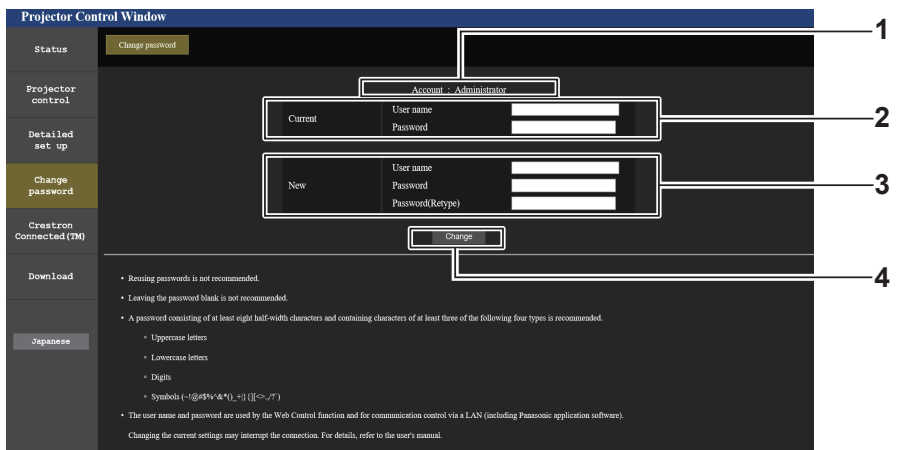 Projector Control Window
Status
Change password
Projector
control
Detailed
set up
Change
password
Crestron
Connected(TM)
Download
Japanese
Account : Administrator
Current
User name
Password
New
User name
Password
Password(Retype)
Change
• Reusing passwords is not recommended.
• Leaving the password blank is not recommended.
• A password consisting of at least eight half-width characters and containing characters of at least three of the following four types is recommended.
◦ Uppercase letters
◦ Lowercase letters
◦ Digits
◦ Symbols (~!@#$%^&*()_+|}{][<>.,/?`)
• The user name and password are used by the Web Control function and for communication control via a LAN (including Panasonic application software).
Changing the current settings may interrupt the connection. For details, refer to the user's manual.
1
2
3
4